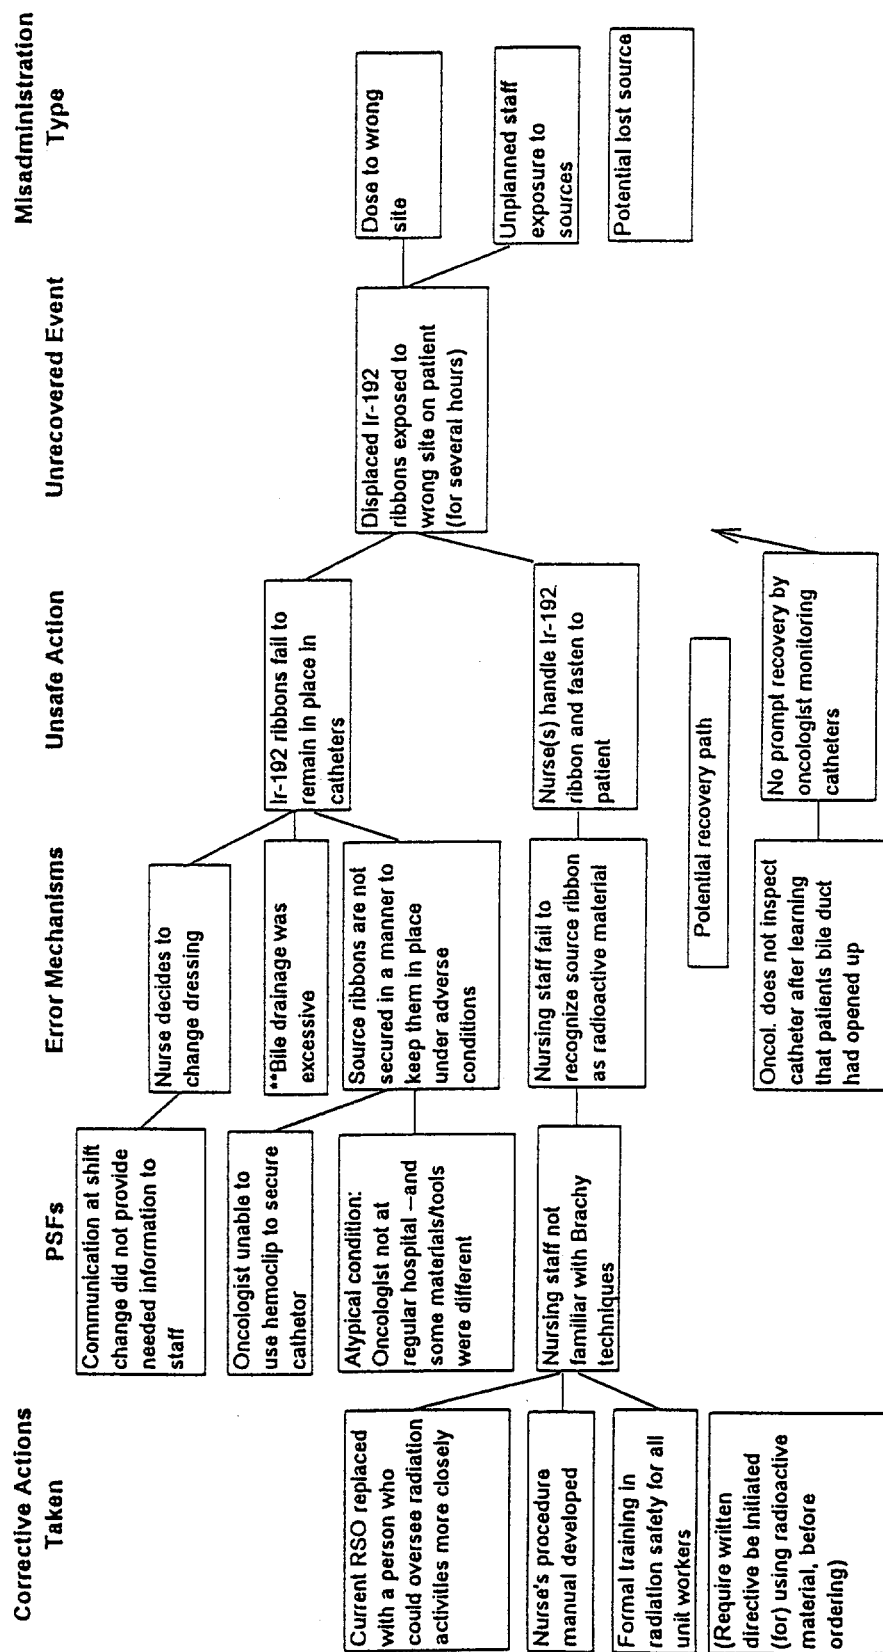 Corrective Actions
Taken
PSFs
Error Mechanisms
Unsafe Action
Unrecovered Event
Misadministration
Type
Current RSO replaced
with a person who
could oversee radiation
activities more closely
Nurse's procedure
manual developed
Formal training in
radiation safety for all
unit workers
(Require written
directive be Initiated
(for) using radioactive
material, before
ordering)
Communication at shift
change did not provide
needed information to
staff
Oncologist unable to
use hemoclip to secure
cathetor
Atypical condition:
Oncologist not at
regular hospital --and
some materials/tools
were different
Nursing staff not
familiar with Brachy
techniques
Nurse decides to
change dressing
**Bile drainage was
excessive
Source ribbons are not
secured in a manner to
keep them in place
under adverse
conditions
Nursing staff fail to
recognize source ribbon
as radioactive material
Oncol. does not inspect
catheter after learning
that patients bile duct
had opened up
Ir-192 ribbons fail to
remain in place in
catheters
Nurse(s) handle Ir-192
ribbon and fasten to
patient
Potential recovery path
No prompt recovery by
oncologist monitoring
catheters
Displaced Ir-192
ribbons exposed to
wrong site on patient
(for several hours)
Dose to wrong
site
Unplanned staff
exposure to
sources
Potential lost source